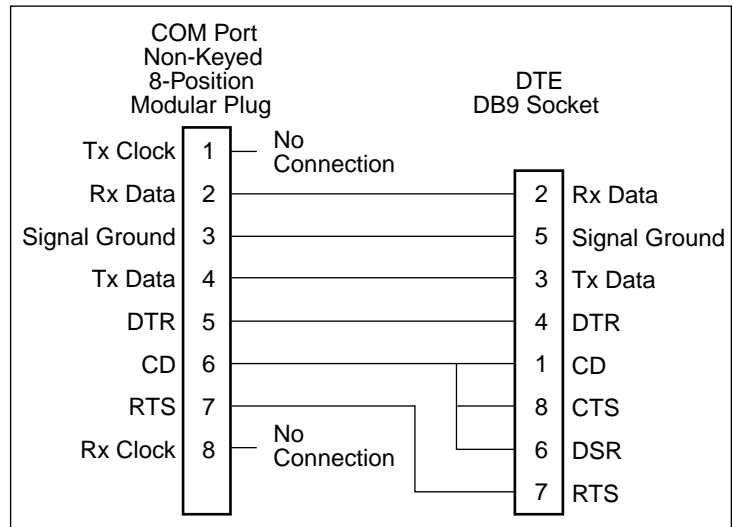 COM Port
Non-Keyed
8-Position
Modular Plug
DTE
DB9 Socket
Tx Clock 1 No
Connection
Rx Data 2 2 Rx Data
Signal Ground 3 5 Signal Ground
Tx Data 4 3 Tx Data
DTR 5 4 DTR
CD 6 1 CD
RTS 7 8 CTS
Rx Clock 8 No
Connection
6 DSR
7 RTS